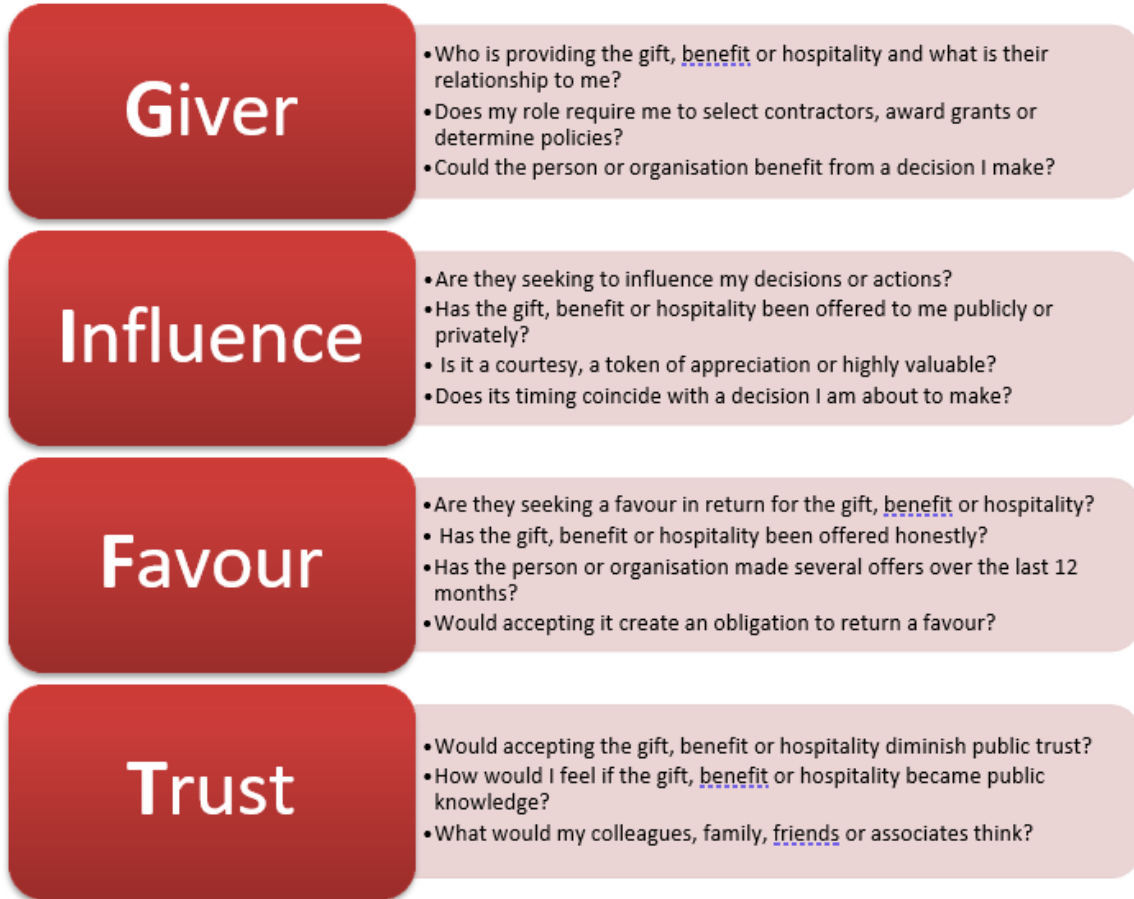 Giver
•Who is providing the gift, benefit or hospitality and what is their
relationship to me?
•Does my role require me to select contractors, award grants or
determine policies?
•Could the person or organisation benefit from a decision I make?
Influence
•Are they seeking to influence my decisions or actions?
•Has the gift, benefit or hospitality been offered to me publicly or
privately?
• Is it a courtesy, a token of appreciation or highly valuable?
•Does its timing coincide with a decision I am about to make?
Favour
•Are they seeking a favour in return for the gift, benefit or hospitality?
• Has the gift, benefit or hospitality been offered honestly?
•Has the person or organisation made several offers over the last 12
months?
•Would accepting it create an obligation to return a favour?
Trust
•Would accepting the gift, benefit or hospitality diminish public trust?
•How would I feel if the gift, benefit or hospitality became public
knowledge?
•What would my colleagues, family, friends or associates think?